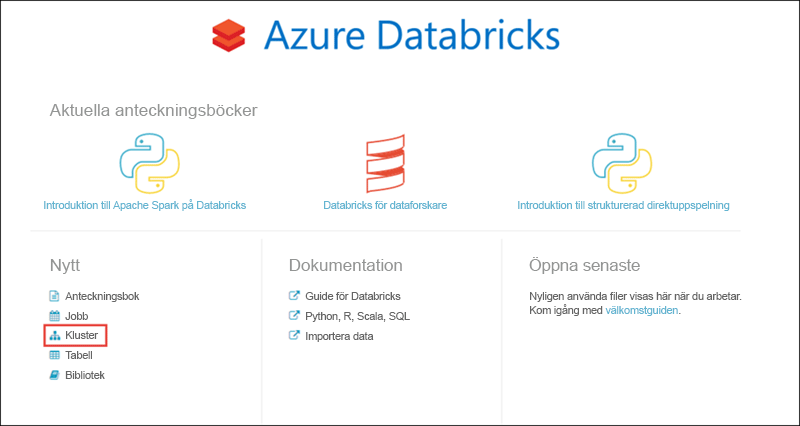 Azure Databricks
Aktuella anteckningsböcker
Introduktion till Apache Spark på Databricks
Databricks för dataforskare
Introduktion till strukturerad direktuppspelning
Nytt
Anteckningsbok
Jobb
Kluster
Tabell
Bibliotek
Dokumentation
Guide för Databricks
Python, R, Scala, SQL
Importera data
Öppna senaste
Nyligen använda filer visas här när du arbetar.
Kom igång med välkomstguiden.